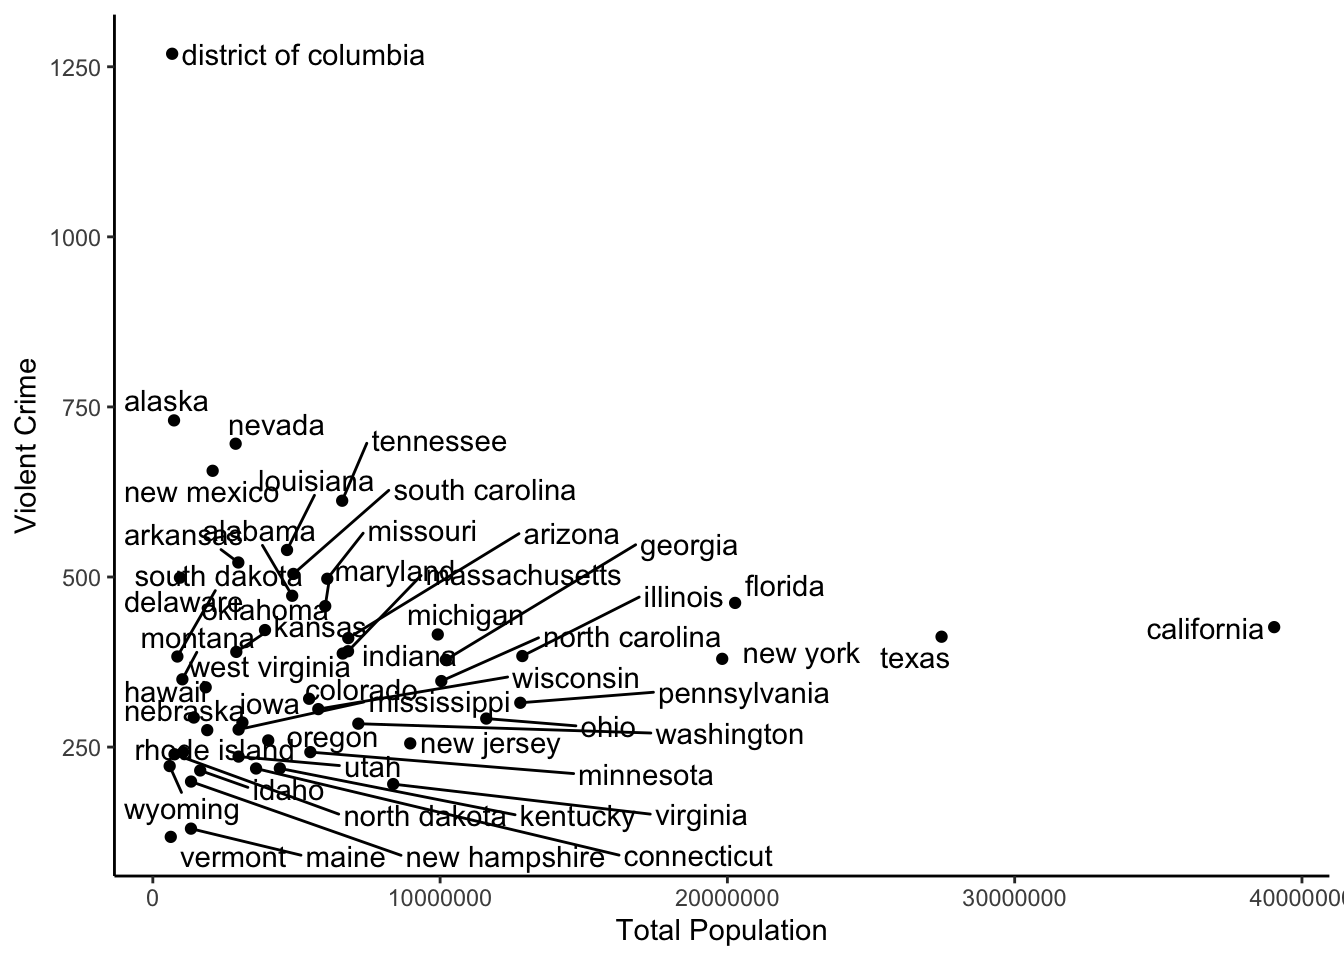 district of columbia
1250
1000
Violent Crime
alaska
750
nevada
tennessee
louisiana
new mexico
south carolina
alabama
missouri
arkansas
arizona
georgia
maryland
massachusetts
500
south dakota
florida
illinois
delaware
oklahoma
michigan
kansas
california
montana
north carolina
indiana
new york
texas
west virginia
wisconsin
hawaii
colorado
pennsylvania
mississippi
iowa
nebraska
ohio
washington
oregon
new jersey
250
rhode island
utah
minnesota
idaho
wyoming
north dakota
kentucky
virginia
vermont
maine
new hampshire
connecticut
0
10000000
20000000
30000000
4000000
Total Population